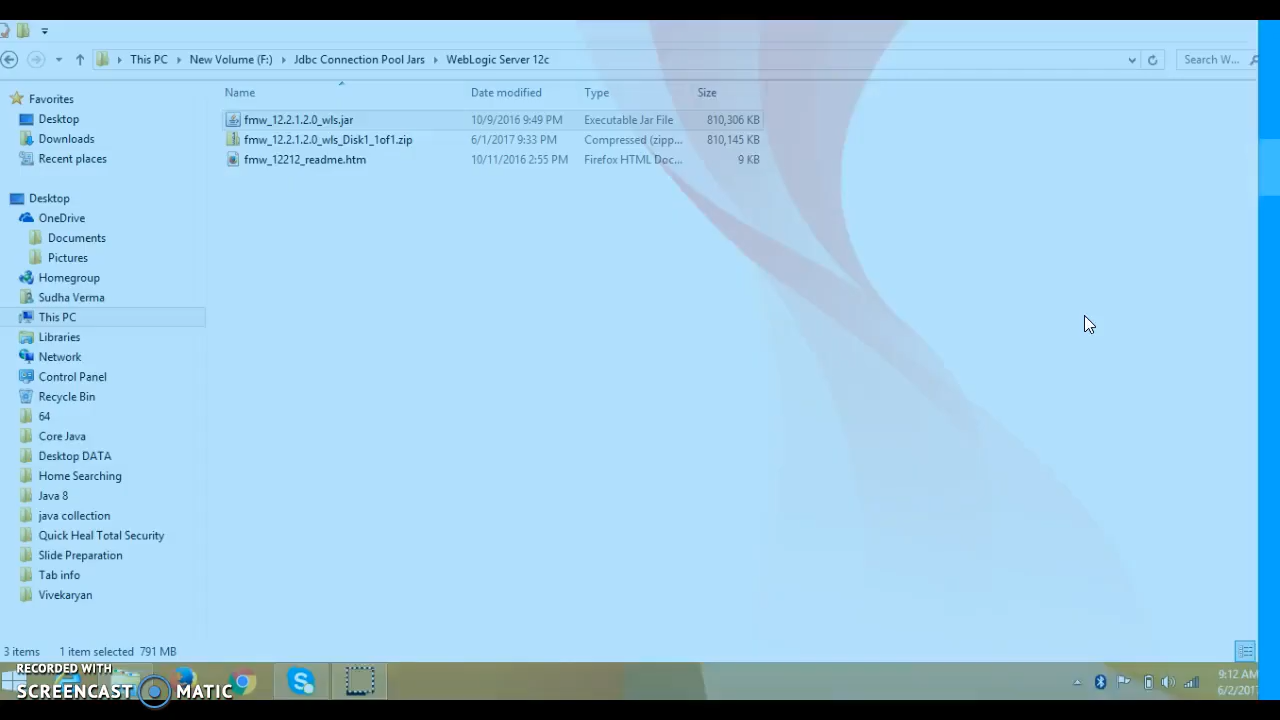 This PC New Volume (F:) Jdbc Connection Pool Jars WebLogic Server 12c Search W...
Name Date modified Type Size
fmw_12.2.1.2.0_wls.jar 10/9/2016 9:49 PM Executable Jar File 810,306 KB
fmw_12.2.1.2.0_wls_Disk1_1of1.zip 6/1/2017 9:33 PM Compressed (zipp... 810,145 KB
fmw_12212_readme.htm 10/11/2016 2:55 PM Firefox HTML Doc... 9 KB
Favorites
Desktop
Downloads
Recent places
Desktop
OneDrive
Documents
Pictures
Homegroup
Sudha Verma
This PC
Libraries
Network
Control Panel
Recycle Bin
64
Core Java
Desktop DATA
Home Searching
Java 8
java collection
Quick Heal Total Security
Slide Preparation
Tab info
Vivekaryan
3 items 1 item selected 791 MB
RECORDED WITH
SCREENCAST MATIC
9:12 AM
6/2/2017